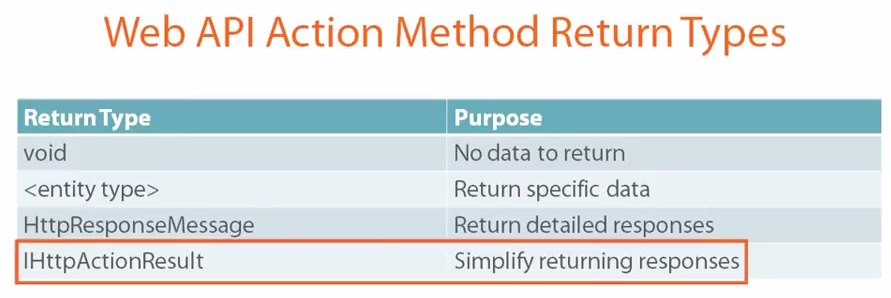 Web API Action Method Return Types
Return Type Purpose
void No data to return
<entity type> Return specific data
HttpResponseMessage Return detailed responses
IHttpActionResult Simplify returning responses